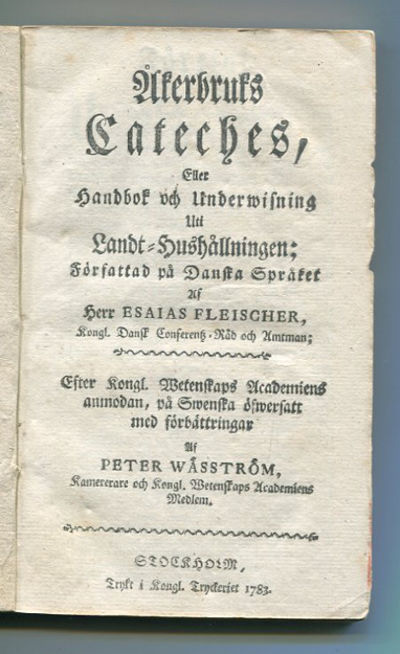 Åkerbruks
Cateches,
Eller
Handbok och Underwisning
Uti
Landt-Hushållningen;
Författad på Danska Språket
Af
Herr ESAIAS FLEISCHER,
Kongl. Dansk Conferentz-Råd och Amtman;
Efter Kongl. Wetenskaps Academiens
anmodan, på Swenska öfwersatt
med förbättringar
Af
PETER WÅSSTRÖM,
Kamererare och Kongl. Wetenskaps Academiens
Medlem.
STOCKHOLM,
Trykt i Kongl. Tryckeriet 1783.